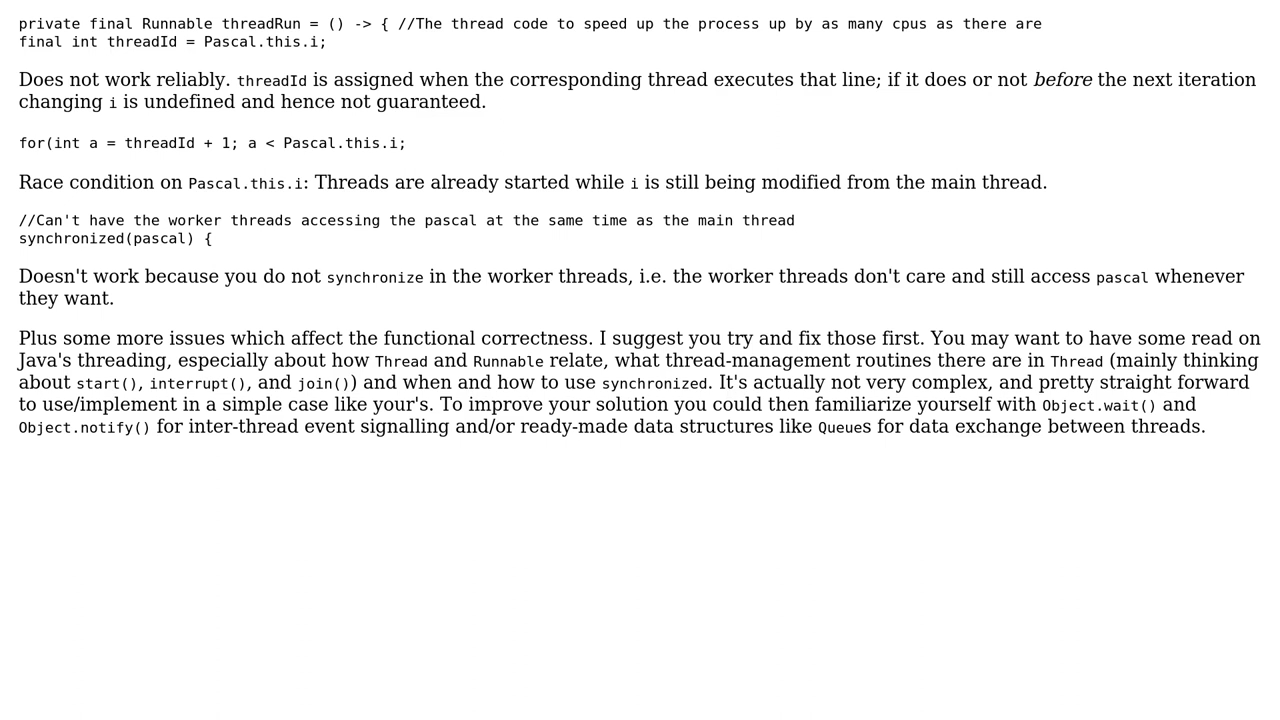 private final Runnable threadRun = () -> { //The thread code to speed up the process up by as many cpus as there are
final int threadId = Pascal.this.i;
Does not work reliably. threadId is assigned when the corresponding thread executes that line; if it does or not before the next iteration
changing i is undefined and hence not guaranteed.
for(int a = threadId + 1; a < Pascal.this.i;
Race condition on Pascal.this.i: Threads are already started while i is still being modified from the main thread.
//Can't have the worker threads accessing the pascal at the same time as the main thread
synchronized(pascal) {
Doesn't work because you do not synchronize in the worker threads, i.e. the worker threads don't care and still access pascal whenever
they want.
Plus some more issues which affect the functional correctness. I suggest you try and fix those first. You may want to have some read on
Java's threading, especially about how Thread and Runnable relate, what thread-management routines there are in Thread (mainly thinking
about start(), interrupt(), and join()) and when and how to use synchronized. It's actually not very complex, and pretty straight forward
to use/implement in a simple case like your's. To improve your solution you could then familiarize yourself with Object.wait() and
Object.notify() for inter-thread event signalling and/or ready-made data structures like Queues for data exchange between threads.